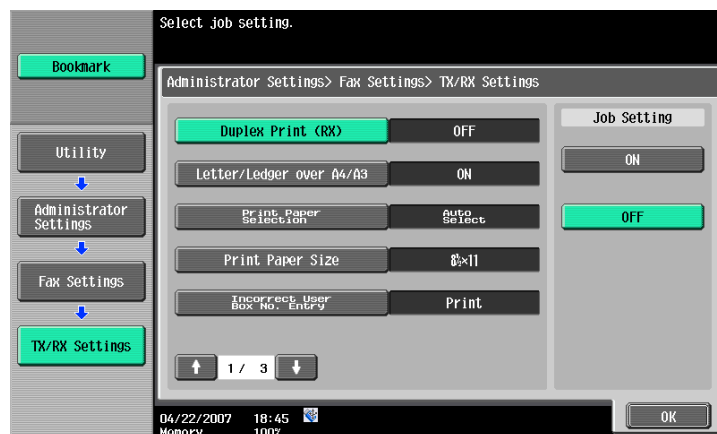 Select job setting.
Bookmark
Administrator Settings> Fax Settings> TX/RX Settings
Utility
Administrator
Settings
Fax Settings
TX/RX Settings
Duplex Print (RX) OFF
Letter/Ledger over A4/A3 ON
Print Paper
Selection
Auto
Select
Print Paper Size 8½×11
Incorrect User
Box No. Entry
Print
1/ 3
Job Setting
ON
OFF
04/22/2007 18:45
Memory 100%
OK